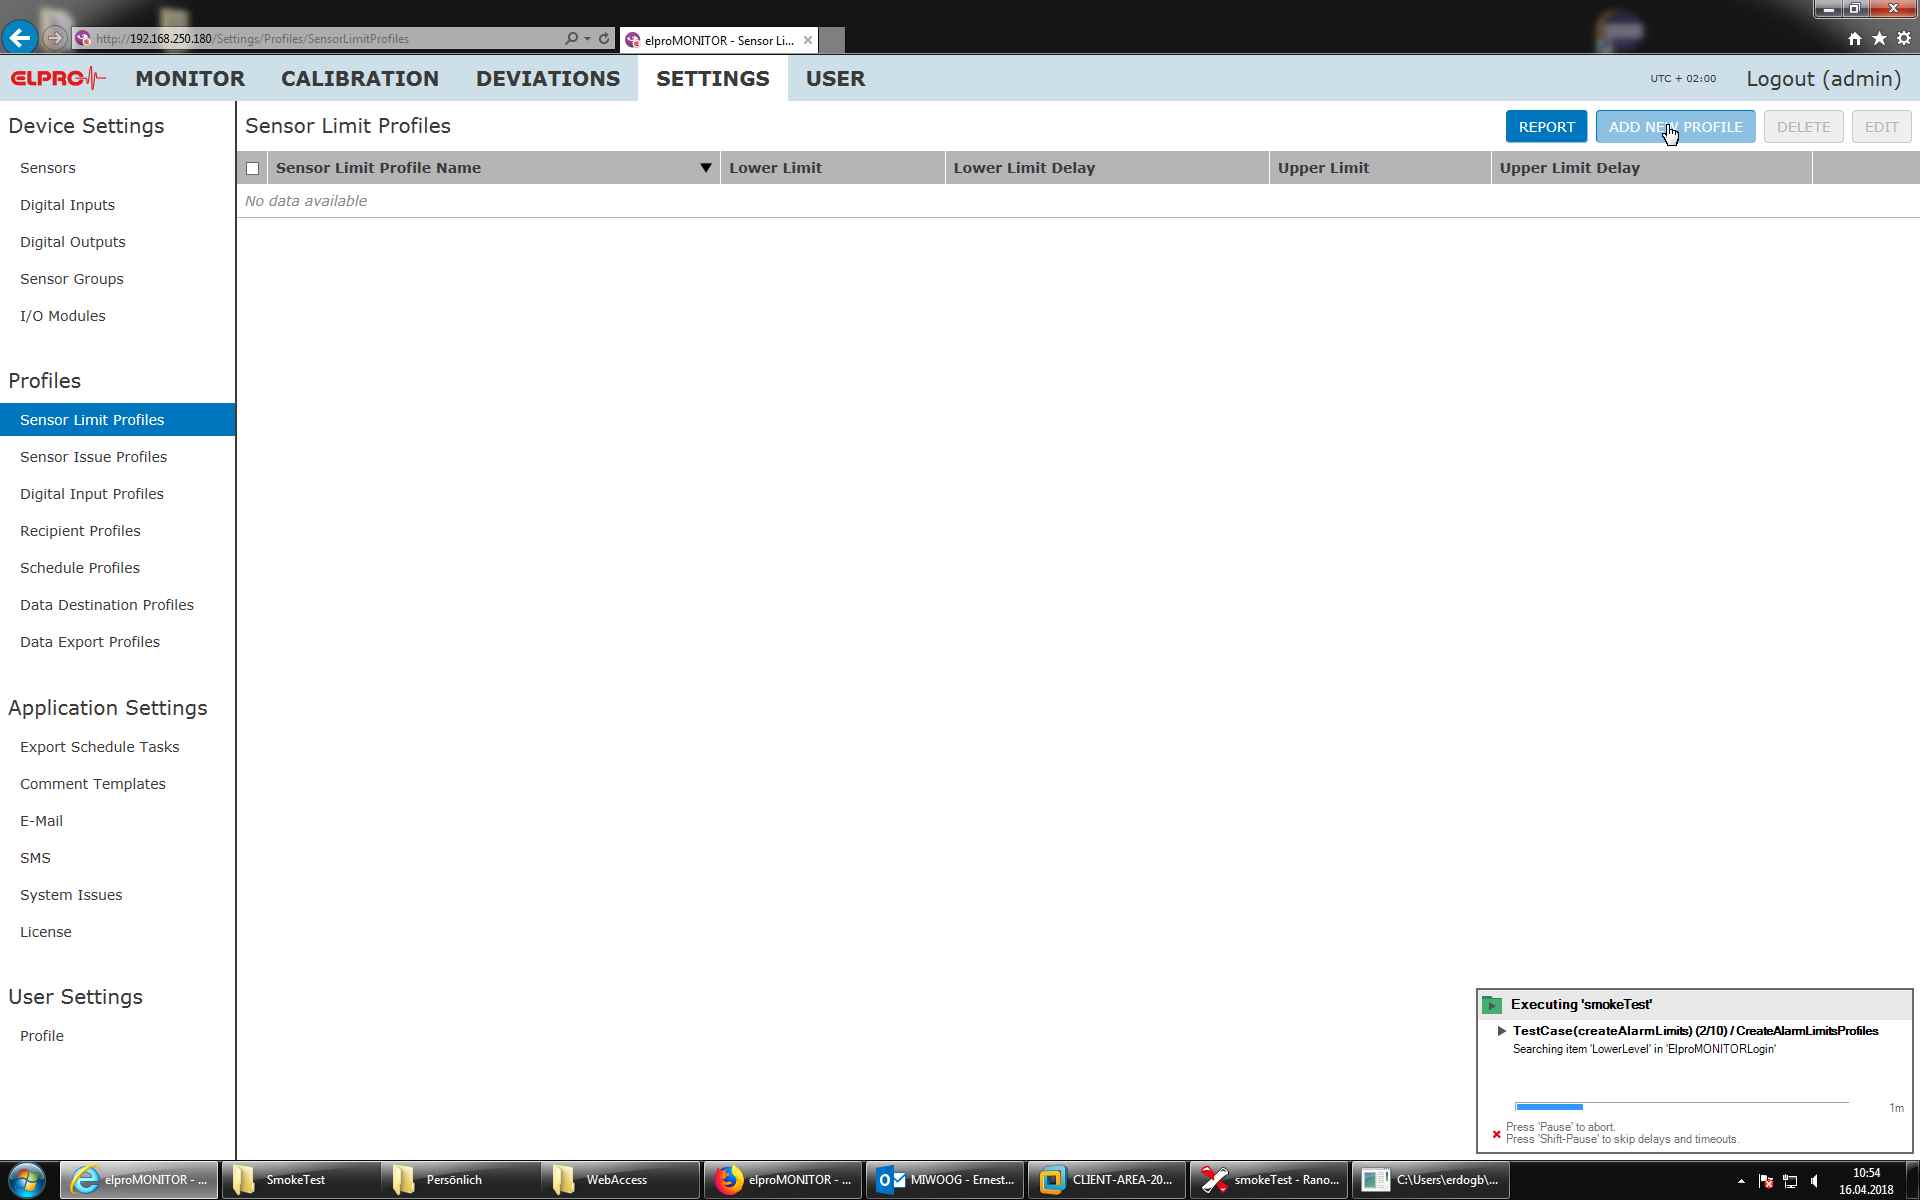 http://192.168.250.180/Settings/Profiles/SensorLimitProfiles
elproMONITOR - Sensor Li...
ELPRO
MONITOR CALIBRATION DEVIATIONS SETTINGS USER
UTC + 02:00 Logout (admin)
Device Settings
Sensors
Digital Inputs
Digital Outputs
Sensor Groups
I/O Modules
Profiles
Sensor Limit Profiles
Sensor Issue Profiles
Digital Input Profiles
Recipient Profiles
Schedule Profiles
Data Destination Profiles
Data Export Profiles
Application Settings
Export Schedule Tasks
Comment Templates
E-Mail
SMS
System Issues
License
User Settings
Profile
Sensor Limit Profiles
REPORT ADD NEW PROFILE DELETE EDIT
Sensor Limit Profile Name Lower Limit Lower Limit Delay Upper Limit Upper Limit Delay
No data available
Executing 'smokeTest'
TestCase(createAlarmLimits) (2/10) / CreateAlarmLimitsProfiles
Searching item 'LowerLevel' in 'ElproMONITORLogin'
1m
Press 'Pause' to abort.
Press 'Shift-Pause' to skip delays and timeouts.
elproMONITOR - ... SmokeTest Persönlich WebAccess elproMONITOR - ... MIWOOG - Ernest... CLIENT-AREA-20... smokeTest - Rano... C:\Users\erdogb\...
10:54
16.04.2018